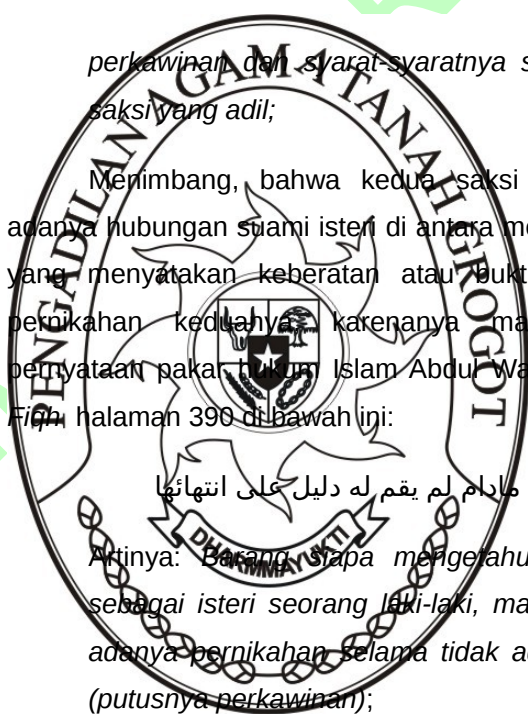 perkawinan dan syarat-syaratnya s
saksi yang adil;
Menimbang, bahwa kedua saksi
adanya hubungan suami isteri di antara me
yang menyatakan keberatan atau bukt
pernikahan keduanya, karenanya ma
pernyataan pakar hukum Islam Abdul Wa
Fiqh halaman 390 di bawah ini:
مادام لم يقم له دليل على انتهائها
Artinya: Barang siapa mengetahu
sebagai isteri seorang laki-laki, ma
adanya pernikahan selama tidak a
(putusnya perkawinan);
PENGADILAN AGAMA TANAH GROGOT
DHARMMAYUKTI